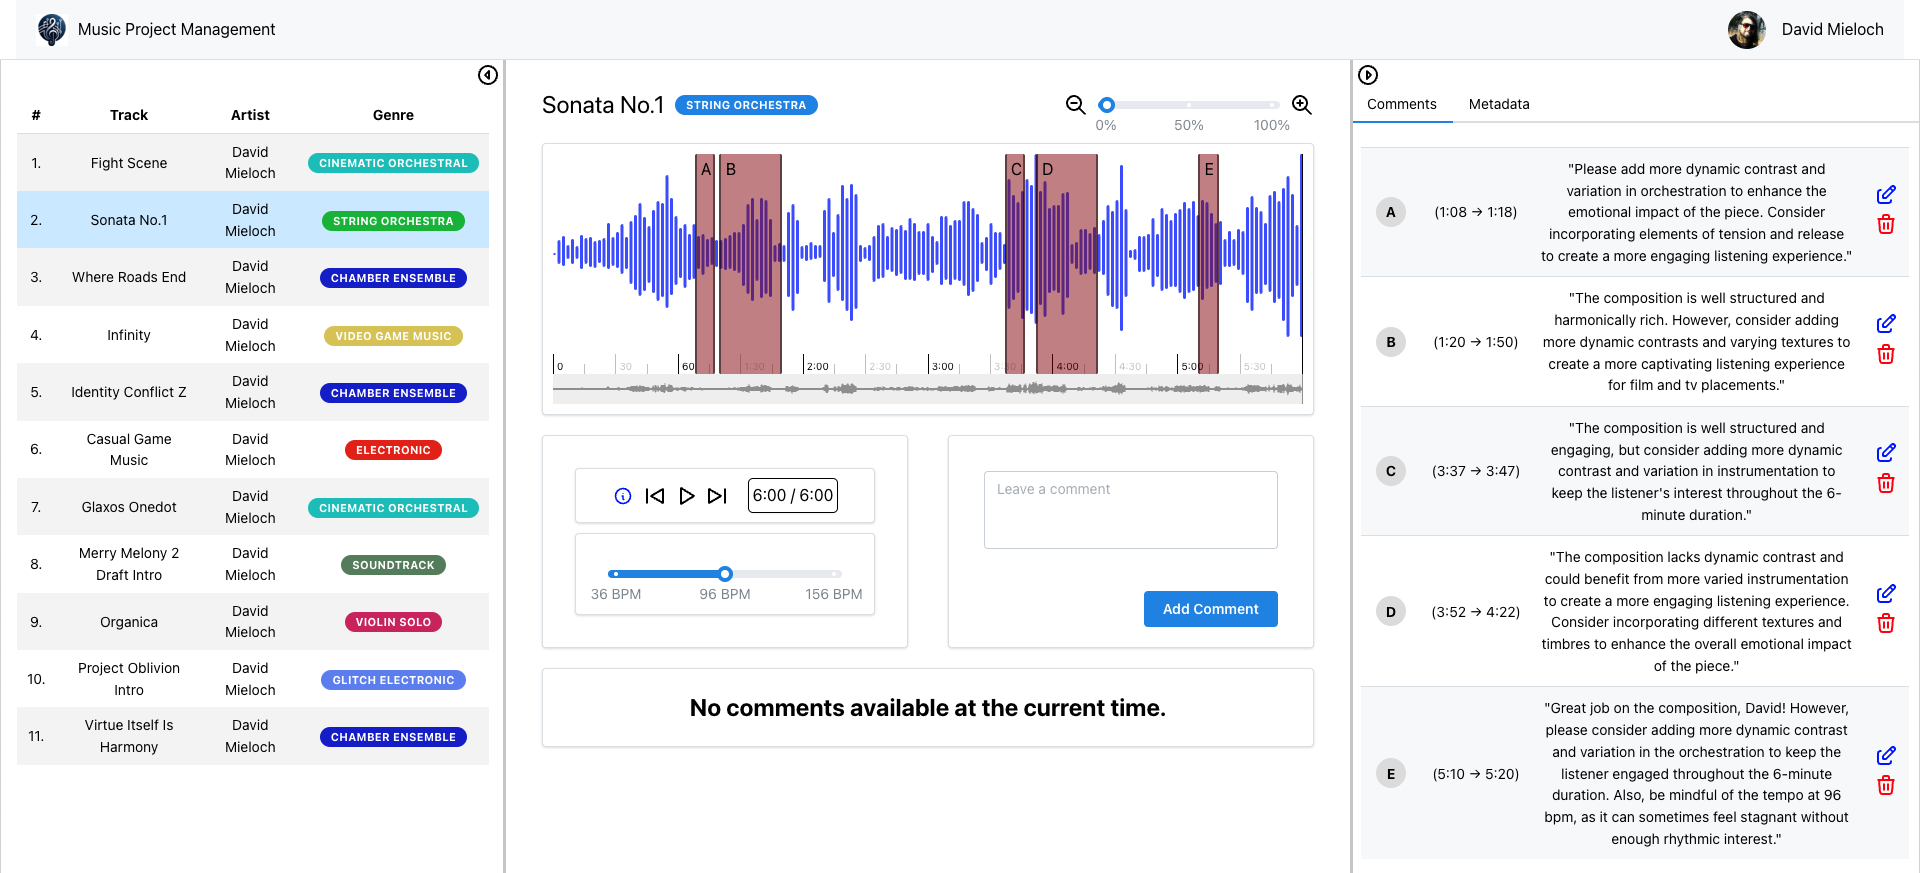 Music Project Management
David Mieloch
# Track Artist Genre
1. Fight Scene David Mieloch CINEMATIC ORCHESTRAL
2. Sonata No.1 David Mieloch STRING ORCHESTRA
3. Where Roads End David Mieloch CHAMBER ENSEMBLE
4. Infinity David Mieloch VIDEO GAME MUSIC
5. Identity Conflict Z David Mieloch CHAMBER ENSEMBLE
6. Casual Game Music David Mieloch ELECTRONIC
7. Glaxos Onedot David Mieloch CINEMATIC ORCHESTRAL
8. Merry Melony 2 Draft Intro David Mieloch SOUNDTRACK
9. Organica David Mieloch VIOLIN SOLO
10. Project Oblivion Intro David Mieloch GLITCH ELECTRONIC
11. Virtue Itself Is Harmony David Mieloch CHAMBER ENSEMBLE
Sonata No.1 STRING ORCHESTRA
0% 50% 100%
A B C D E
0 30 60 1:30 2:00 2:30 3:00 3:30 4:00 4:30 5:00 5:30
6:00 / 6:00
36 BPM 96 BPM 156 BPM
Leave a comment
Add Comment
No comments available at the current time.
Comments Metadata
A (1:08 → 1:18)
"Please add more dynamic contrast and
variation in orchestration to enhance the
emotional impact of the piece. Consider
incorporating elements of tension and release
to create a more engaging listening experience."
B (1:20 → 1:50)
"The composition is well structured and
harmonically rich. However, consider adding
more dynamic contrasts and varying textures to
create a more captivating listening experience
for film and tv placements."
C (3:37 → 3:47)
"The composition is well structured and
engaging, but consider adding more dynamic
contrast and variation in instrumentation to
keep the listener's interest throughout the 6-
minute duration."
D (3:52 → 4:22)
"The composition lacks dynamic contrast and
could benefit from more varied instrumentation
to create a more engaging listening experience.
Consider incorporating different textures and
timbres to enhance the overall emotional impact
of the piece."
E (5:10 → 5:20)
"Great job on the composition, David! However,
please consider adding more dynamic contrast
and variation in the orchestration to keep the
listener engaged throughout the 6-minute
duration. Also, be mindful of the tempo at 96
bpm, as it can sometimes feel stagnant without
enough rhythmic interest."